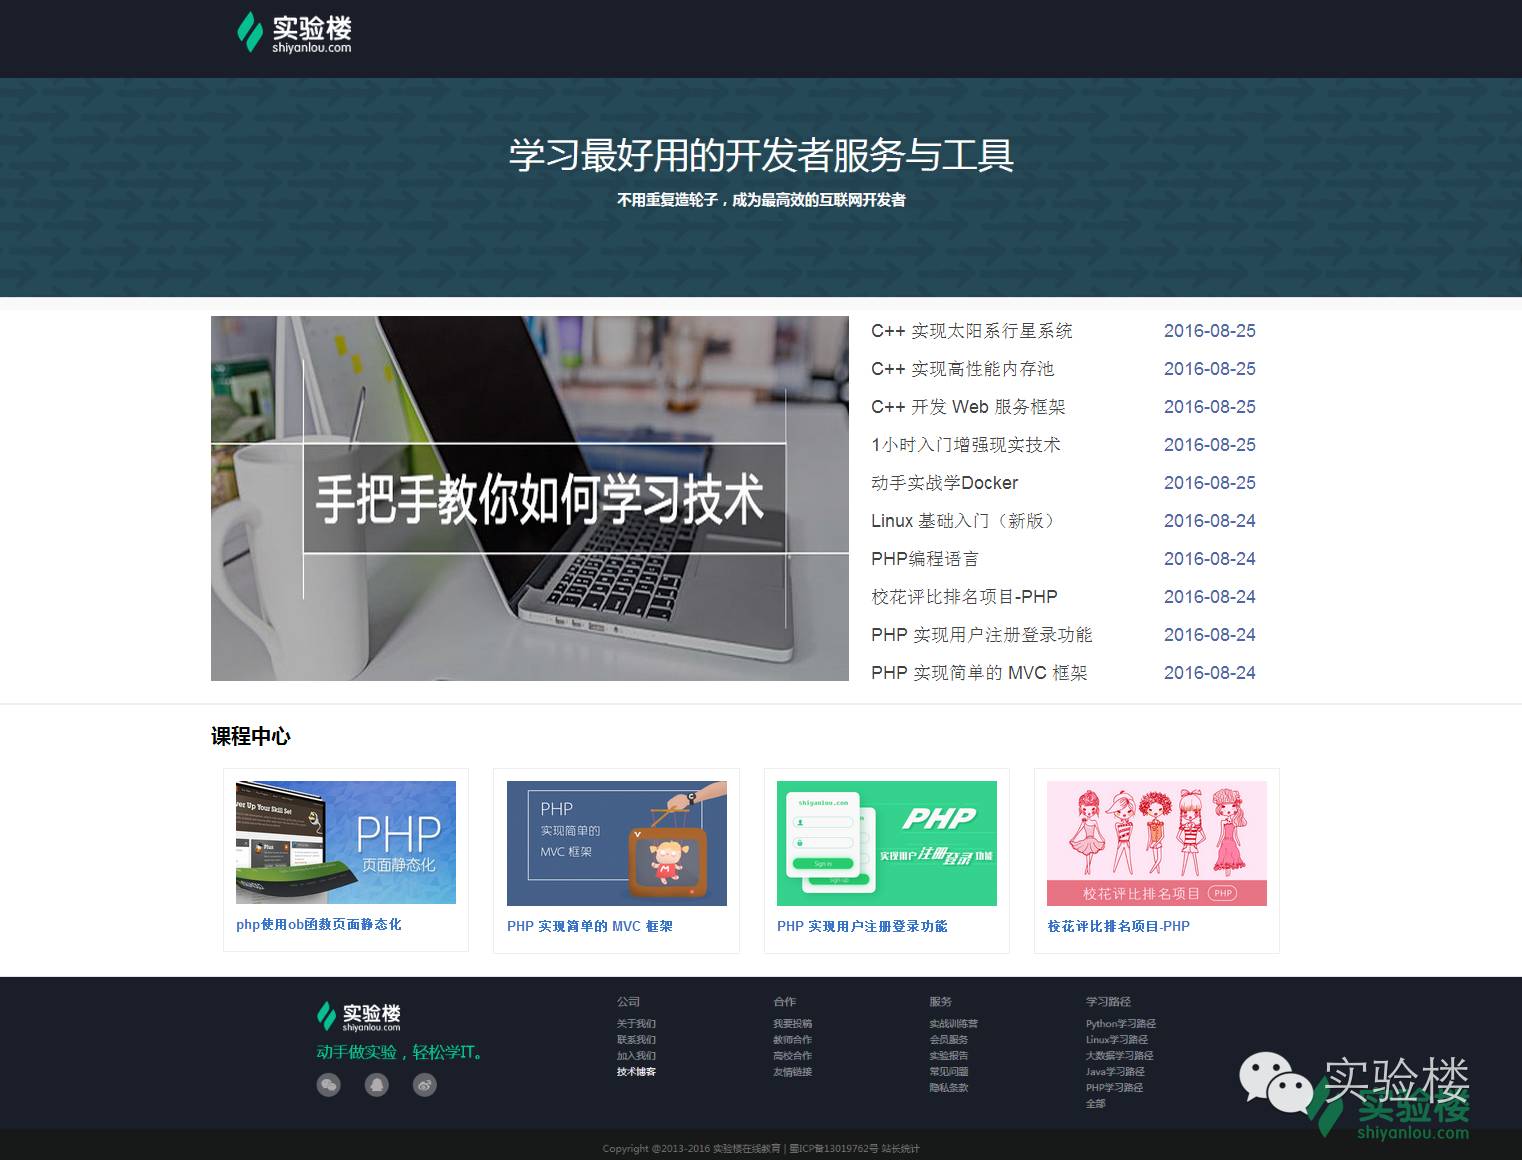 实验楼
shiyanlou.com
学习最好用的开发者服务与工具
不用重复造轮子，成为最高效的互联网开发者
手把手教你如何学习技术
C++ 实现太阳系行星系统 2016-08-25
C++ 实现高性能内存池 2016-08-25
C++ 开发 Web 服务框架 2016-08-25
1小时入门增强现实技术 2016-08-25
动手实战学Docker 2016-08-25
Linux 基础入门（新版） 2016-08-24
PHP编程语言 2016-08-24
校花评比排名项目-PHP 2016-08-24
PHP 实现用户注册登录功能 2016-08-24
PHP 实现简单的 MVC 框架 2016-08-24
课程中心
ver Up Your Skill Set
PHP
页面静态化
php使用ob函数页面静态化
PHP
实现简单的
MVC 框架
M
PHP 实现简单的 MVC 框架
shiyanlou.com
Sign in
Sign up
PHP
实现用户注册登录功能
PHP 实现用户注册登录功能
校花评比排名项目 PHP
校花评比排名项目-PHP
实验楼
shiyanlou.com
动手做实验，轻松学IT。
公司
关于我们
联系我们
加入我们
技术博客
合作
我要投稿
教师合作
高校合作
友情链接
服务
实战训练营
会员服务
实验报告
常见问题
隐私条款
学习路径
Python学习路径
Linux学习路径
大数据学习路径
Java学习路径
PHP学习路径
全部
实验楼
实验楼
shiyanlou.com
Copyright @2013-2016 实验楼在线教育 | 蜀ICP备13019762号 站长统计